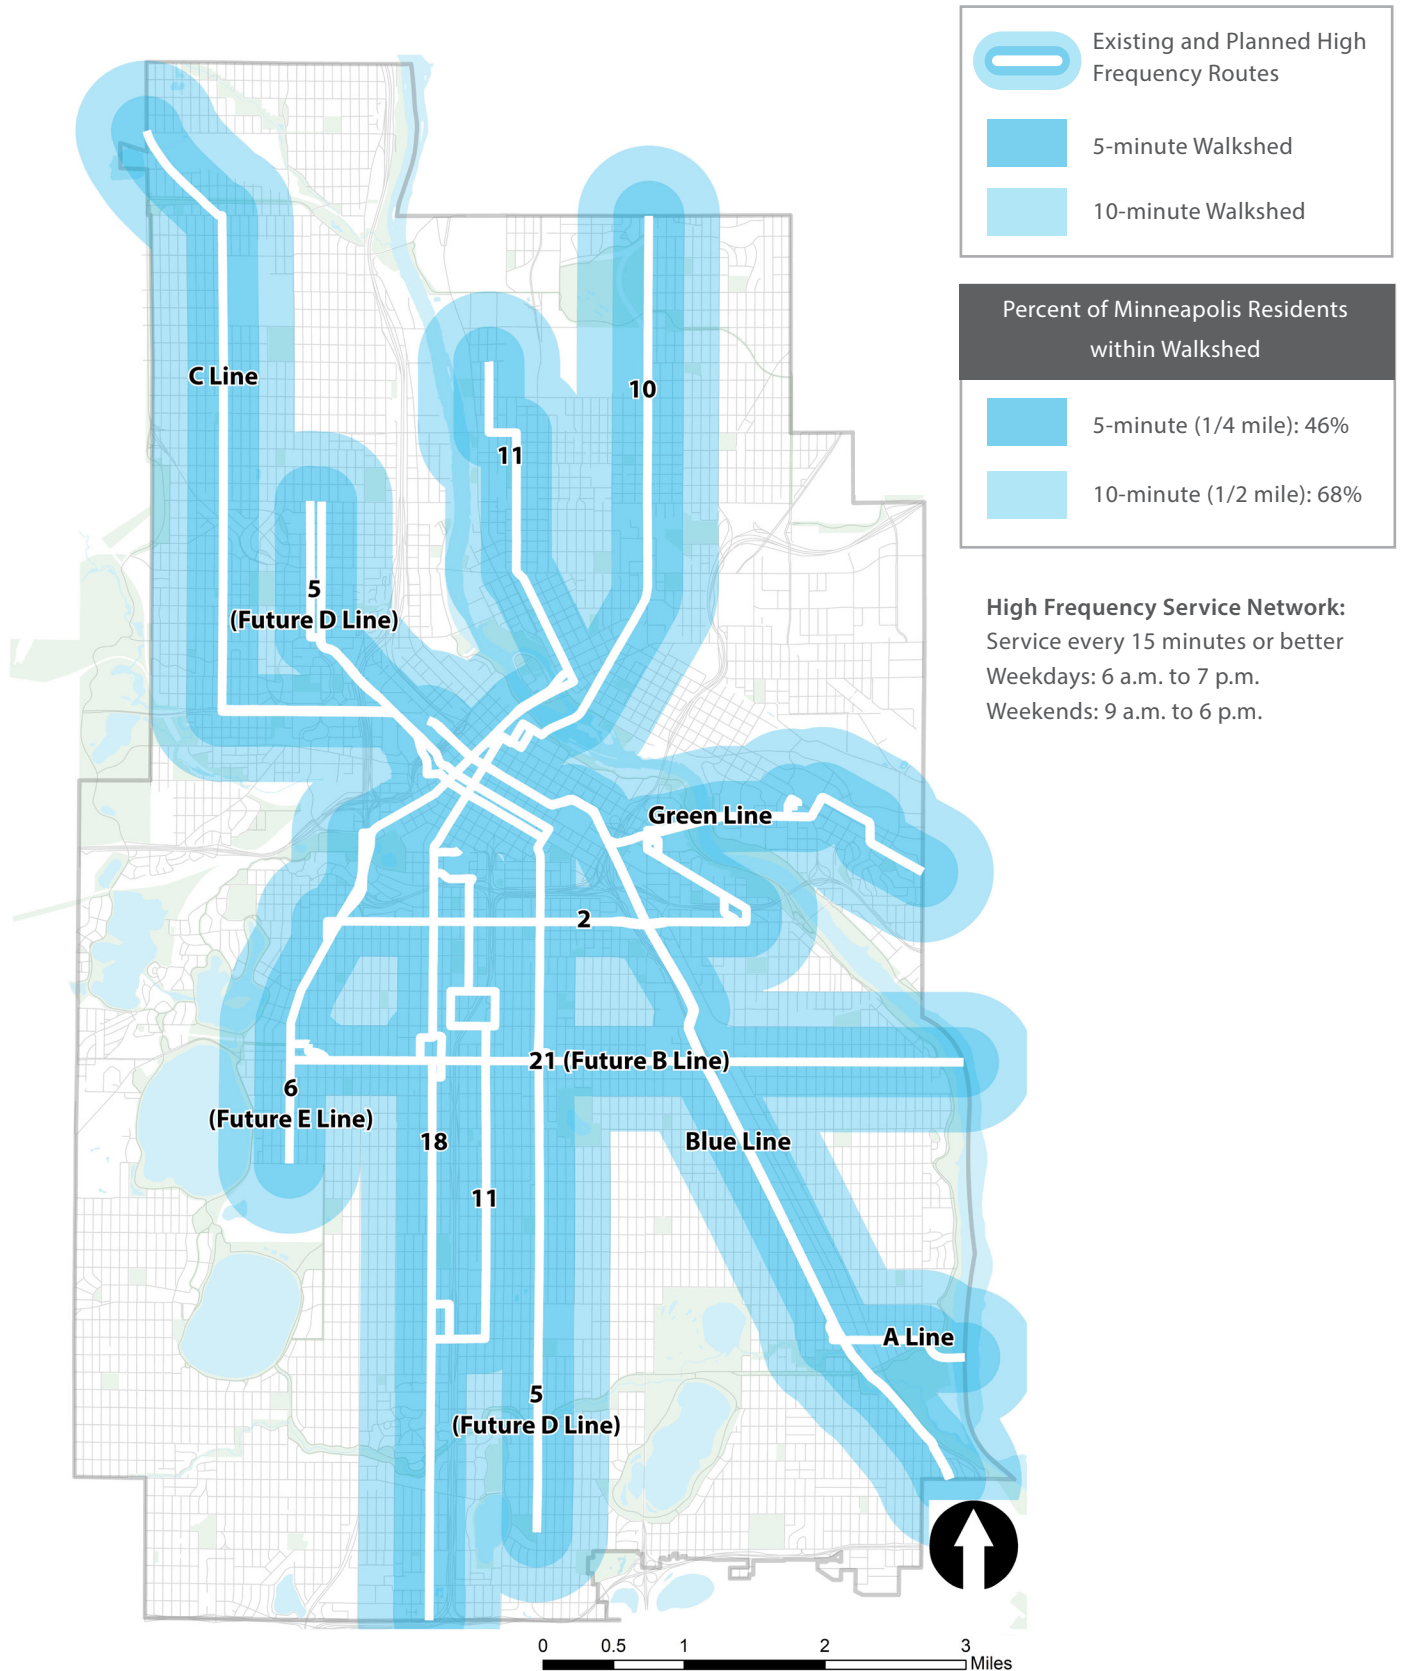 Existing and Planned High
Frequency Routes
5-minute Walkshed
10-minute Walkshed
Percent of Minneapolis Residents
within Walkshed
5-minute (1/4 mile): 46%
10-minute (1/2 mile): 68%
High Frequency Service Network:
Service every 15 minutes or better
Weekdays: 6 a.m. to 7 p.m.
Weekends: 9 a.m. to 6 p.m.
C Line
10
11
5
(Future D Line)
Green Line
2
21 (Future B Line)
6
(Future E Line)
18
Blue Line
11
A Line
5
(Future D Line)
0 0.5 1 2 3
Miles